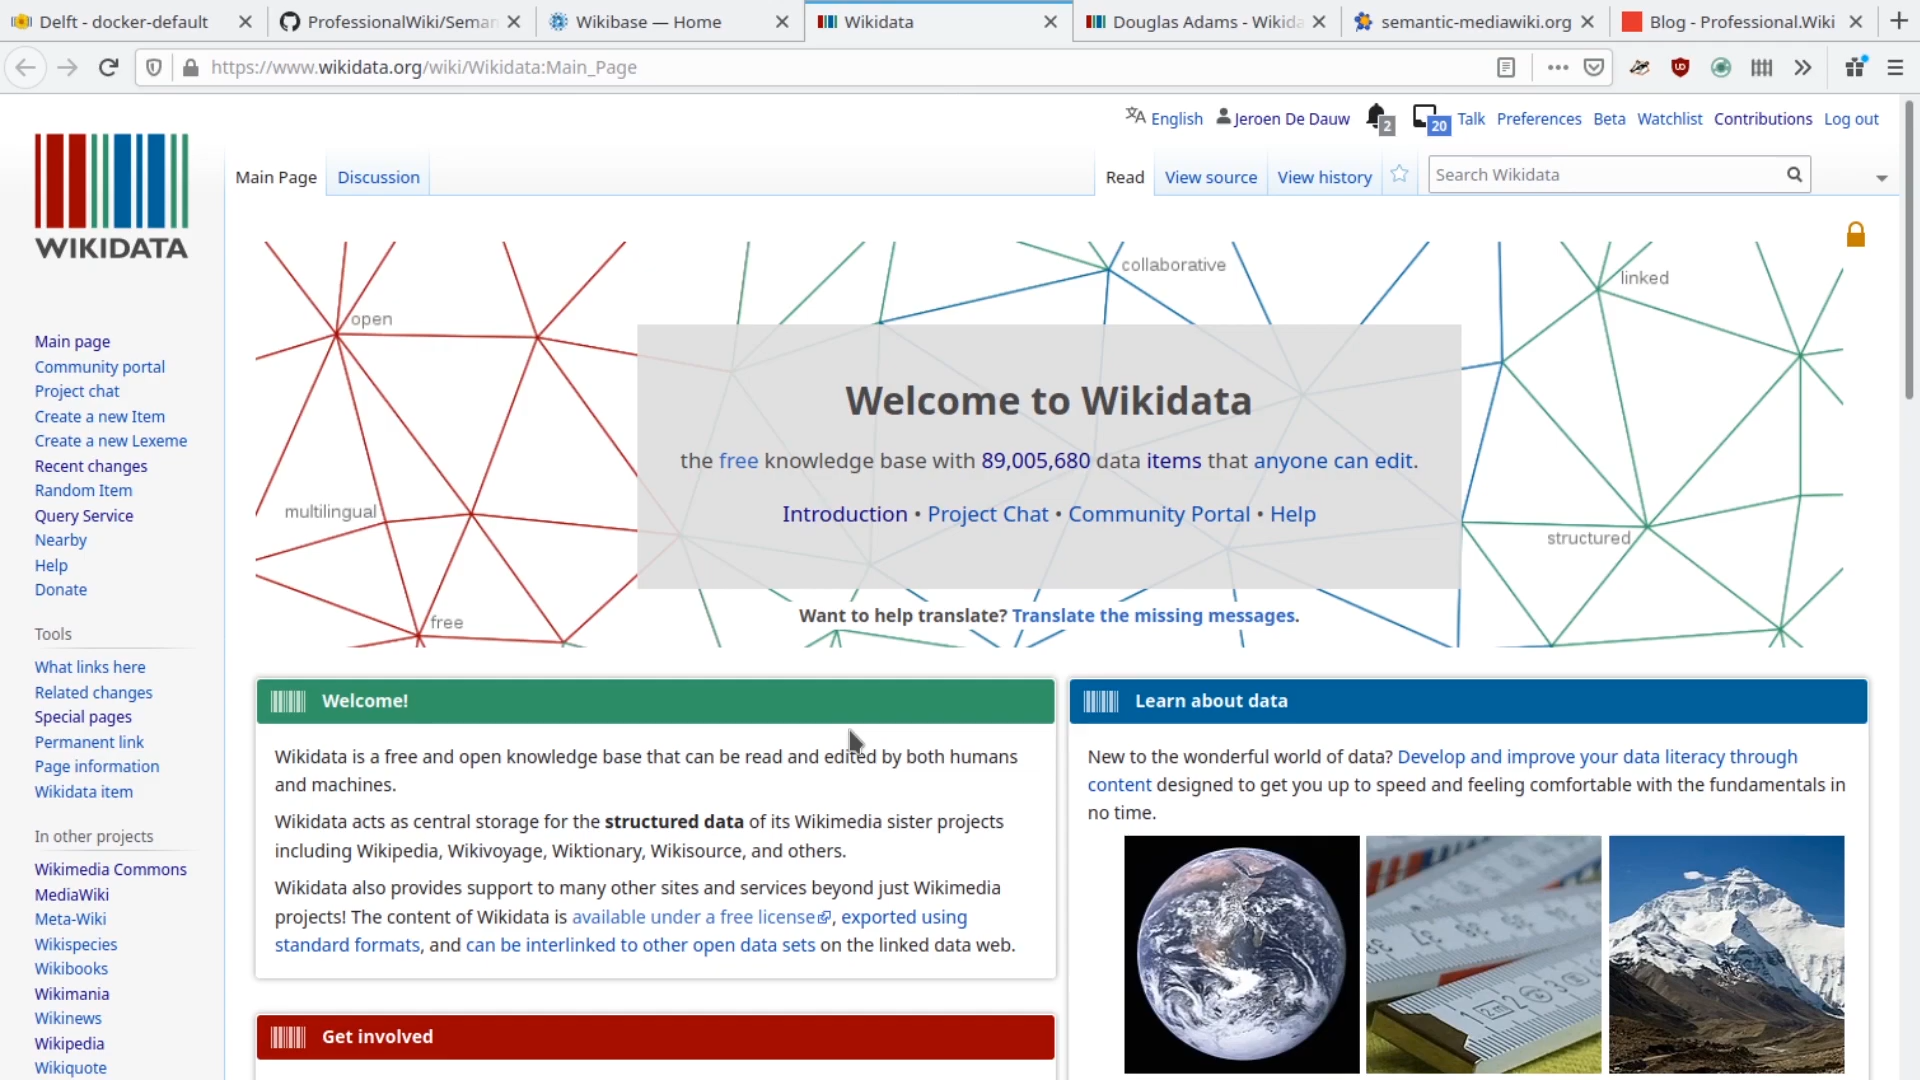 Delft - docker-default
ProfessionalWiki/Seman
Wikibase — Home
Wikidata
Douglas Adams - Wikida
semantic-mediawiki.org
Blog - Professional.Wiki
https://www.wikidata.org/wiki/Wikidata:Main_Page
English Jeroen De Dauw 2 20 Talk Preferences Beta Watchlist Contributions Log out
WIKIDATA
Main Page Discussion Read View source View history Search Wikidata
Main page
Community portal
Project chat
Create a new Item
Create a new Lexeme
Recent changes
Random Item
Query Service
Nearby
Help
Donate
Tools
What links here
Related changes
Special pages
Permanent link
Page information
Wikidata item
In other projects
Wikimedia Commons
MediaWiki
Meta-Wiki
Wikispecies
Wikibooks
Wikimania
Wikinews
Wikipedia
Wikiquote
collaborative
linked
open
multilingual
structured
free
Welcome to Wikidata
the free knowledge base with 89,005,680 data items that anyone can edit.
Introduction • Project Chat • Community Portal • Help
Want to help translate? Translate the missing messages.
Welcome!
Wikidata is a free and open knowledge base that can be read and edited by both humans
and machines.
Wikidata acts as central storage for the structured data of its Wikimedia sister projects
including Wikipedia, Wikivoyage, Wiktionary, Wikisource, and others.
Wikidata also provides support to many other sites and services beyond just Wikimedia
projects! The content of Wikidata is available under a free license, exported using
standard formats, and can be interlinked to other open data sets on the linked data web.
Get involved
Learn about data
New to the wonderful world of data? Develop and improve your data literacy through
content designed to get you up to speed and feeling comfortable with the fundamentals in
no time.